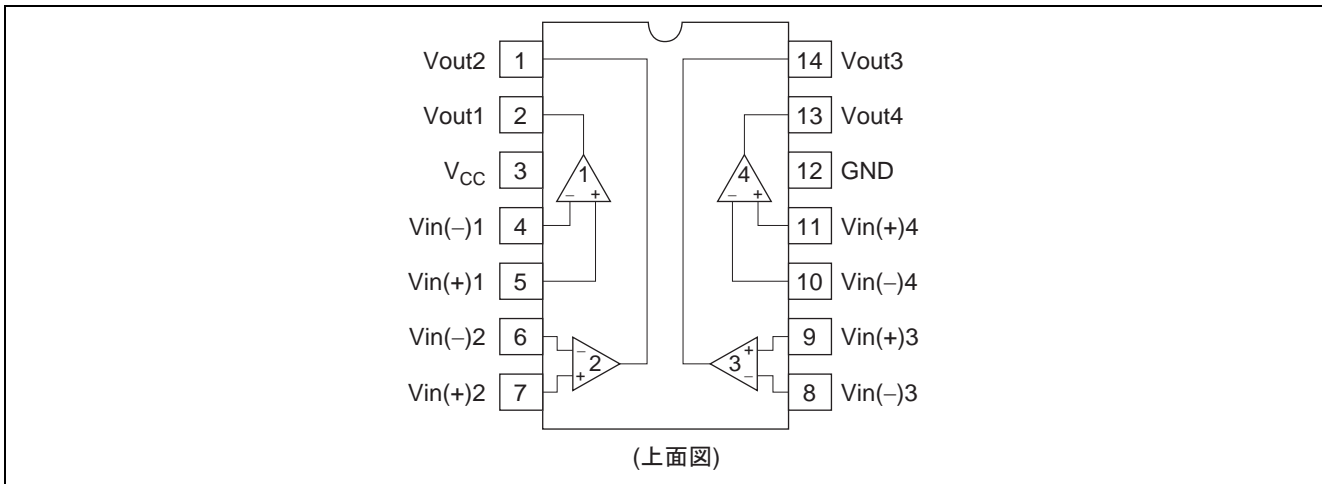 Vout2 1
Vout1 2
VCC 3
Vin(–)1 4
Vin(+)1 5
Vin(–)2 6
Vin(+)2 7
1
– +
2
–
+
14 Vout3
13 Vout4
12 GND
11 Vin(+)4
10 Vin(–)4
9 Vin(+)3
8 Vin(–)3
4
– +
3
+
–
(上面図)